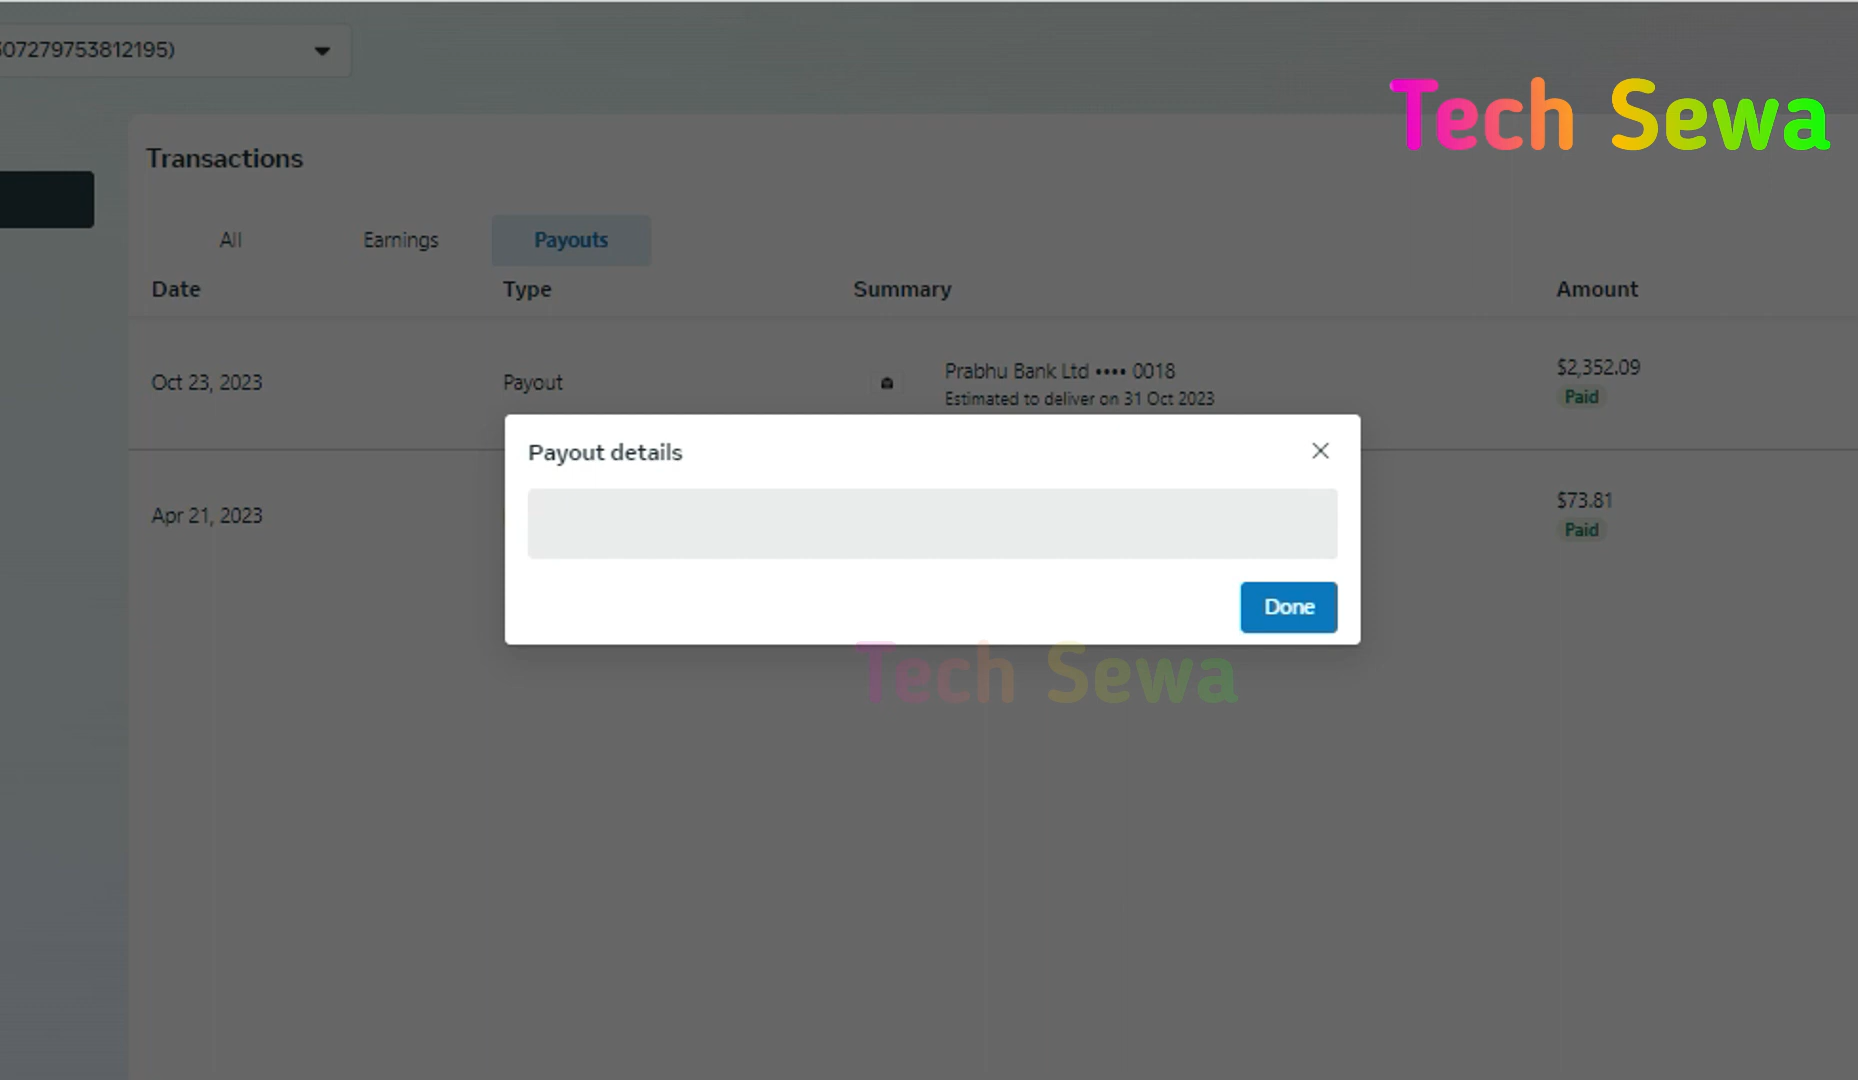 Tech Sewa
Transactions
All Earnings Payouts
Date Type Summary Amount
Oct 23, 2023 Payout Prabhu Bank Ltd •••• 0018 $2,352.09
Estimated to deliver on 31 Oct 2023 Paid
Payout details
Apr 21, 2023 $73.81
Paid
Done
Tech Sewa